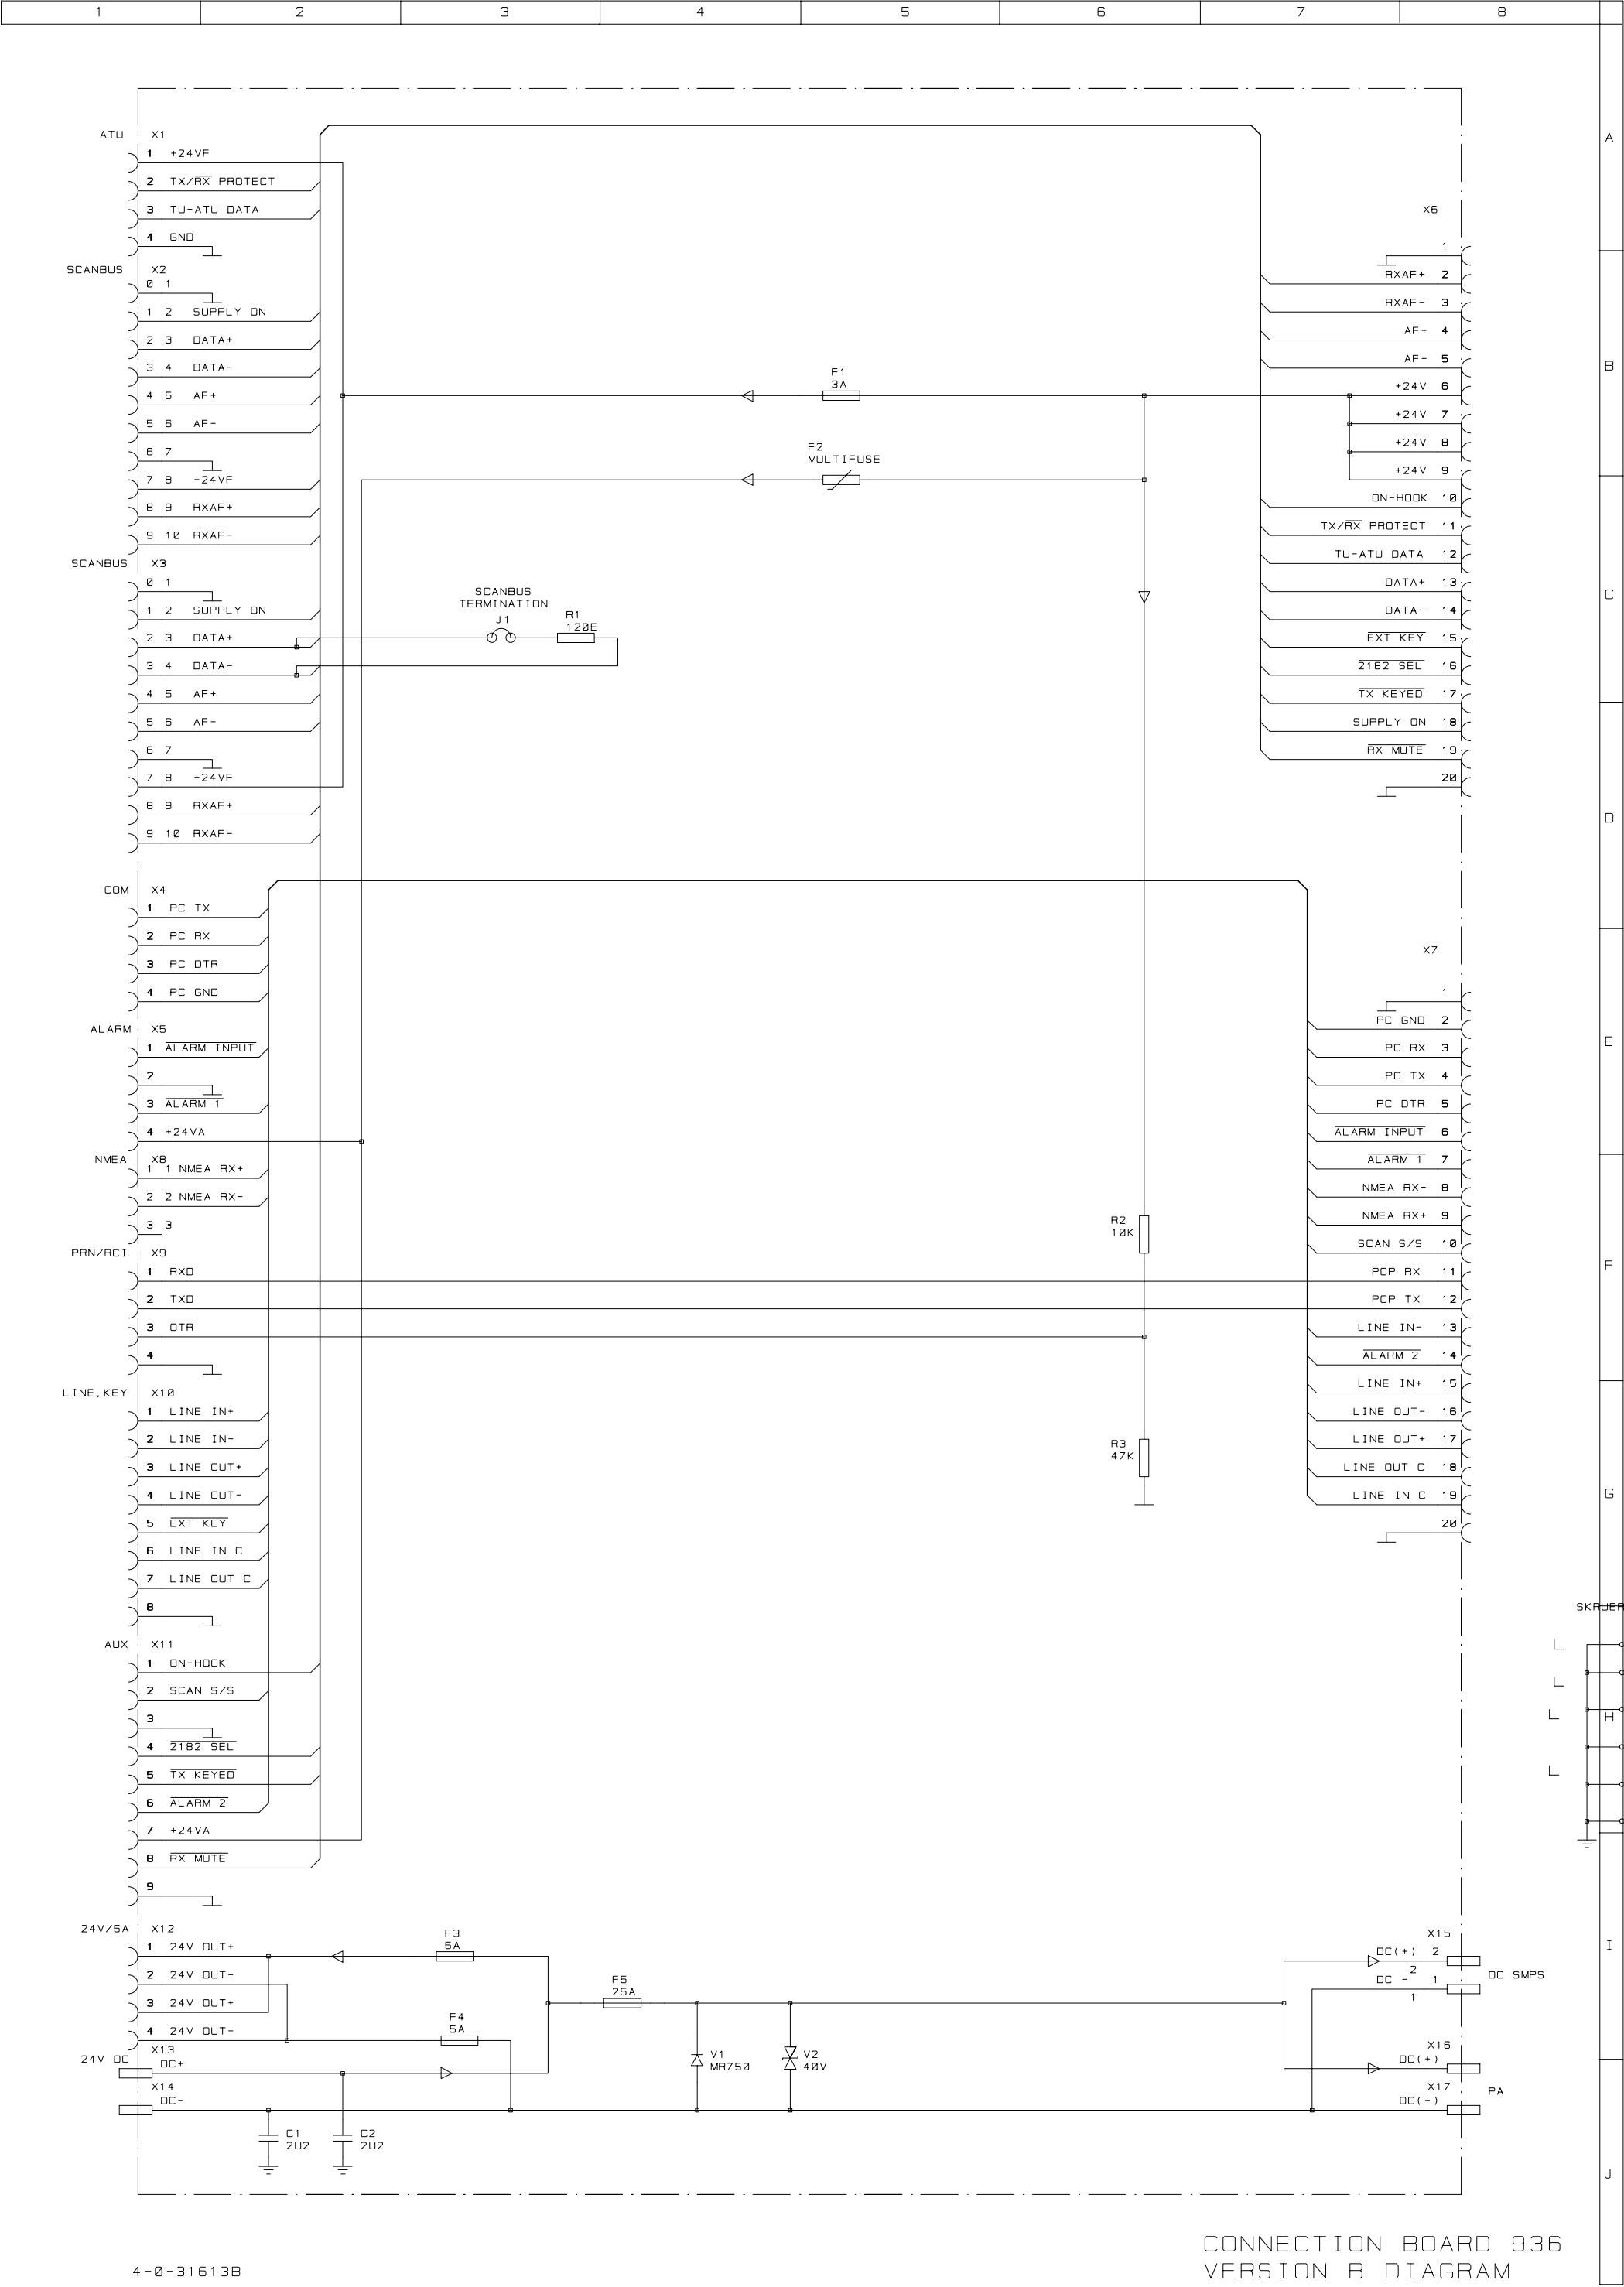 1 2 3 4 5 6 7 8
A
B
C
D
E
F
G
H
I
J
ATU X1
1 +24VF
2 TX/RX PROTECT
3 TU-ATU DATA
4 GND
SCANBUS X2
0 1
1 2 SUPPLY ON
2 3 DATA+
3 4 DATA-
4 5 AF+
5 6 AF-
6 7
7 8 +24VF
8 9 RXAF+
9 10 RXAF-
SCANBUS X3
0 1
1 2 SUPPLY ON
2 3 DATA+
3 4 DATA-
4 5 AF+
5 6 AF-
6 7
7 8 +24VF
8 9 RXAF+
9 10 RXAF-
COM X4
1 PC TX
2 PC RX
3 PC DTR
4 PC GND
ALARM X5
1 ALARM INPUT
2
3 ALARM 1
4 +24VA
NMEA X8
1 1 NMEA RX+
2 2 NMEA RX-
3 3
PRN/RCI X9
1 RXD
2 TXD
3 DTR
4
LINE,KEY X10
1 LINE IN+
2 LINE IN-
3 LINE OUT+
4 LINE OUT-
5 EXT KEY
6 LINE IN C
7 LINE OUT C
8
AUX X11
1 ON-HOOK
2 SCAN S/S
3
4 2182 SEL
5 TX KEYED
6 ALARM 2
7 +24VA
8 RX MUTE
9
24V/5A X12
1 24V OUT+
2 24V OUT-
3 24V OUT+
4 24V OUT-
X13
24V DC DC+
X14
DC-
F1
3A
F2
MULTIFUSE
SCANBUS
TERMINATION
J1
R1
120E
R2
10K
R3
47K
F3
5A
F4
5A
F5
25A
V1
MR750
V2
40V
C1
2U2
C2
2U2
X6
1
RXAF+ 2
RXAF- 3
AF+ 4
AF- 5
+24V 6
+24V 7
+24V 8
+24V 9
ON-HOOK 10
TX/RX PROTECT 11
TU-ATU DATA 12
DATA+ 13
DATA- 14
EXT KEY 15
2182 SEL 16
TX KEYED 17
SUPPLY ON 18
RX MUTE 19
20
X7
1
PC GND 2
PC RX 3
PC TX 4
PC DTR 5
ALARM INPUT 6
ALARM 1 7
NMEA RX- 8
NMEA RX+ 9
SCAN S/S 10
PCP RX 11
PCP TX 12
LINE IN- 13
ALARM 2 14
LINE IN+ 15
LINE OUT- 16
LINE OUT+ 17
LINE OUT C 18
LINE IN C 19
20
SKRUER
X15
DC(+) 2
2
DC - 1
1
DC SMPS
X16
DC(+)
X17
DC(-)
PA
CONNECTION BOARD 936
VERSION B DIAGRAM
4-0-31613B